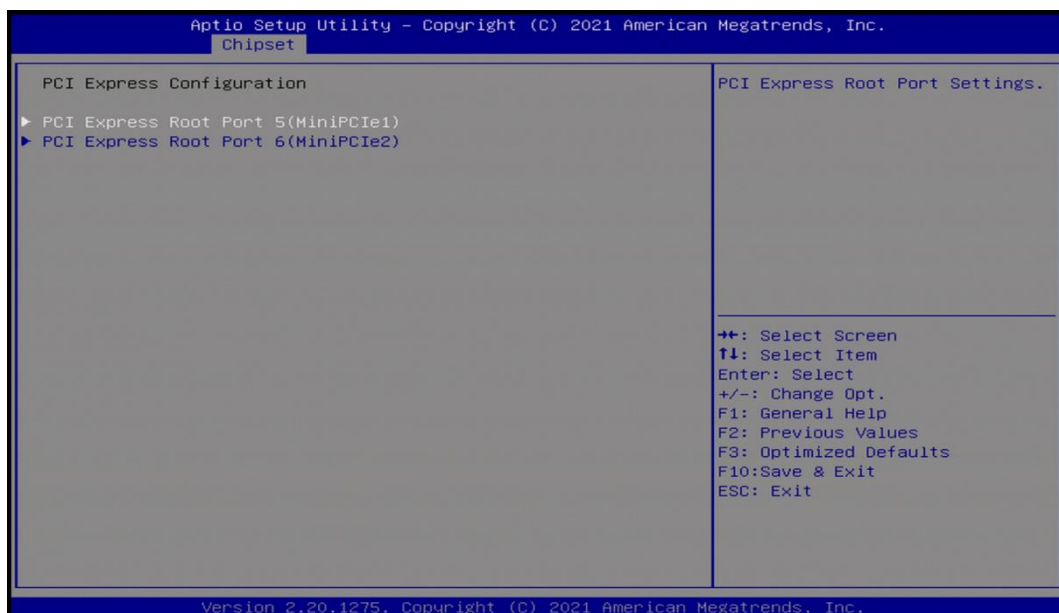 Aptio Setup Utility – Copyright (C) 2021 American Megatrends, Inc.
Chipset
PCI Express Configuration
▶ PCI Express Root Port 5(MiniPCIe1)
▶ PCI Express Root Port 6(MiniPCIe2)
PCI Express Root Port Settings.
→←: Select Screen
↑↓: Select Item
Enter: Select
+/-: Change Opt.
F1: General Help
F2: Previous Values
F3: Optimized Defaults
F10:Save & Exit
ESC: Exit
Version 2.20.1275. Copyright (C) 2021 American Megatrends, Inc.